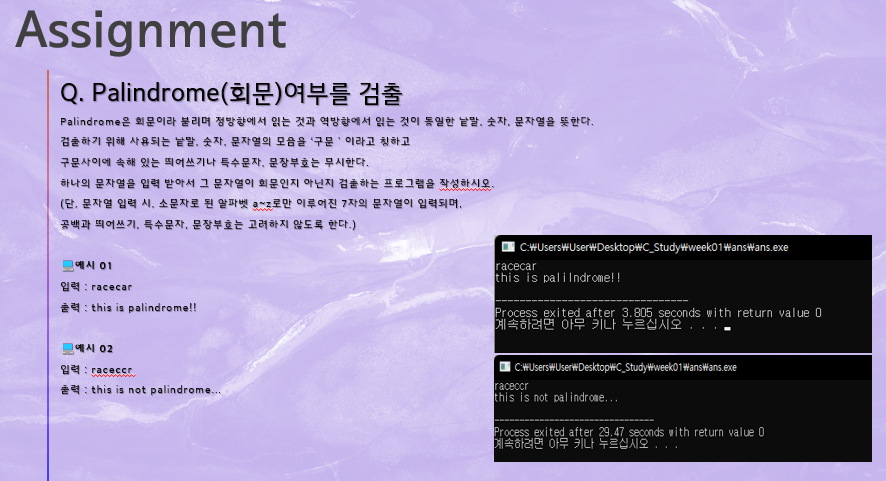 Assignment
Q. Palindrome(회문)여부를 검출
Palindrome은 회문이라 불리며 정방향에서 읽는 것과 역방향에서 읽는 것이 동일한 낱말, 숫자, 문자열을 뜻한다.
검출하기 위해 사용되는 낱말, 숫자, 문자열의 모음을 ‘구문 ’ 이라고 칭하고
구문사이에 속해 있는 띄어쓰기나 특수문자, 문장부호는 무시한다.
하나의 문자열을 입력 받아서 그 문자열이 회문인지 아닌지 검출하는 프로그램을 작성하시오.
(단, 문자열 입력 시, 소문자로 된 알파벳 a~z로만 이루어진 7자의 문자열이 입력되며,
공백과 띄어쓰기, 특수문자, 문장부호는 고려하지 않도록 한다.)
예시 01
입력 : racecar
출력 : this is palindrome!!
예시 02
입력 : raceccr
출력 : this is not palindrome...
C:₩Users₩User₩Desktop₩C_Study₩week01₩ans₩ans.exe
racecar
this is palilndrome!!
--------------------------------
Process exited after 3.805 seconds with return value 0
계속하려면 아무 키나 누르십시오 . . .
C:₩Users₩User₩Desktop₩C_Study₩week01₩ans₩ans.exe
raceccr
this is not palindrome...
--------------------------------
Process exited after 29.47 seconds with return value 0
계속하려면 아무 키나 누르십시오 . . .